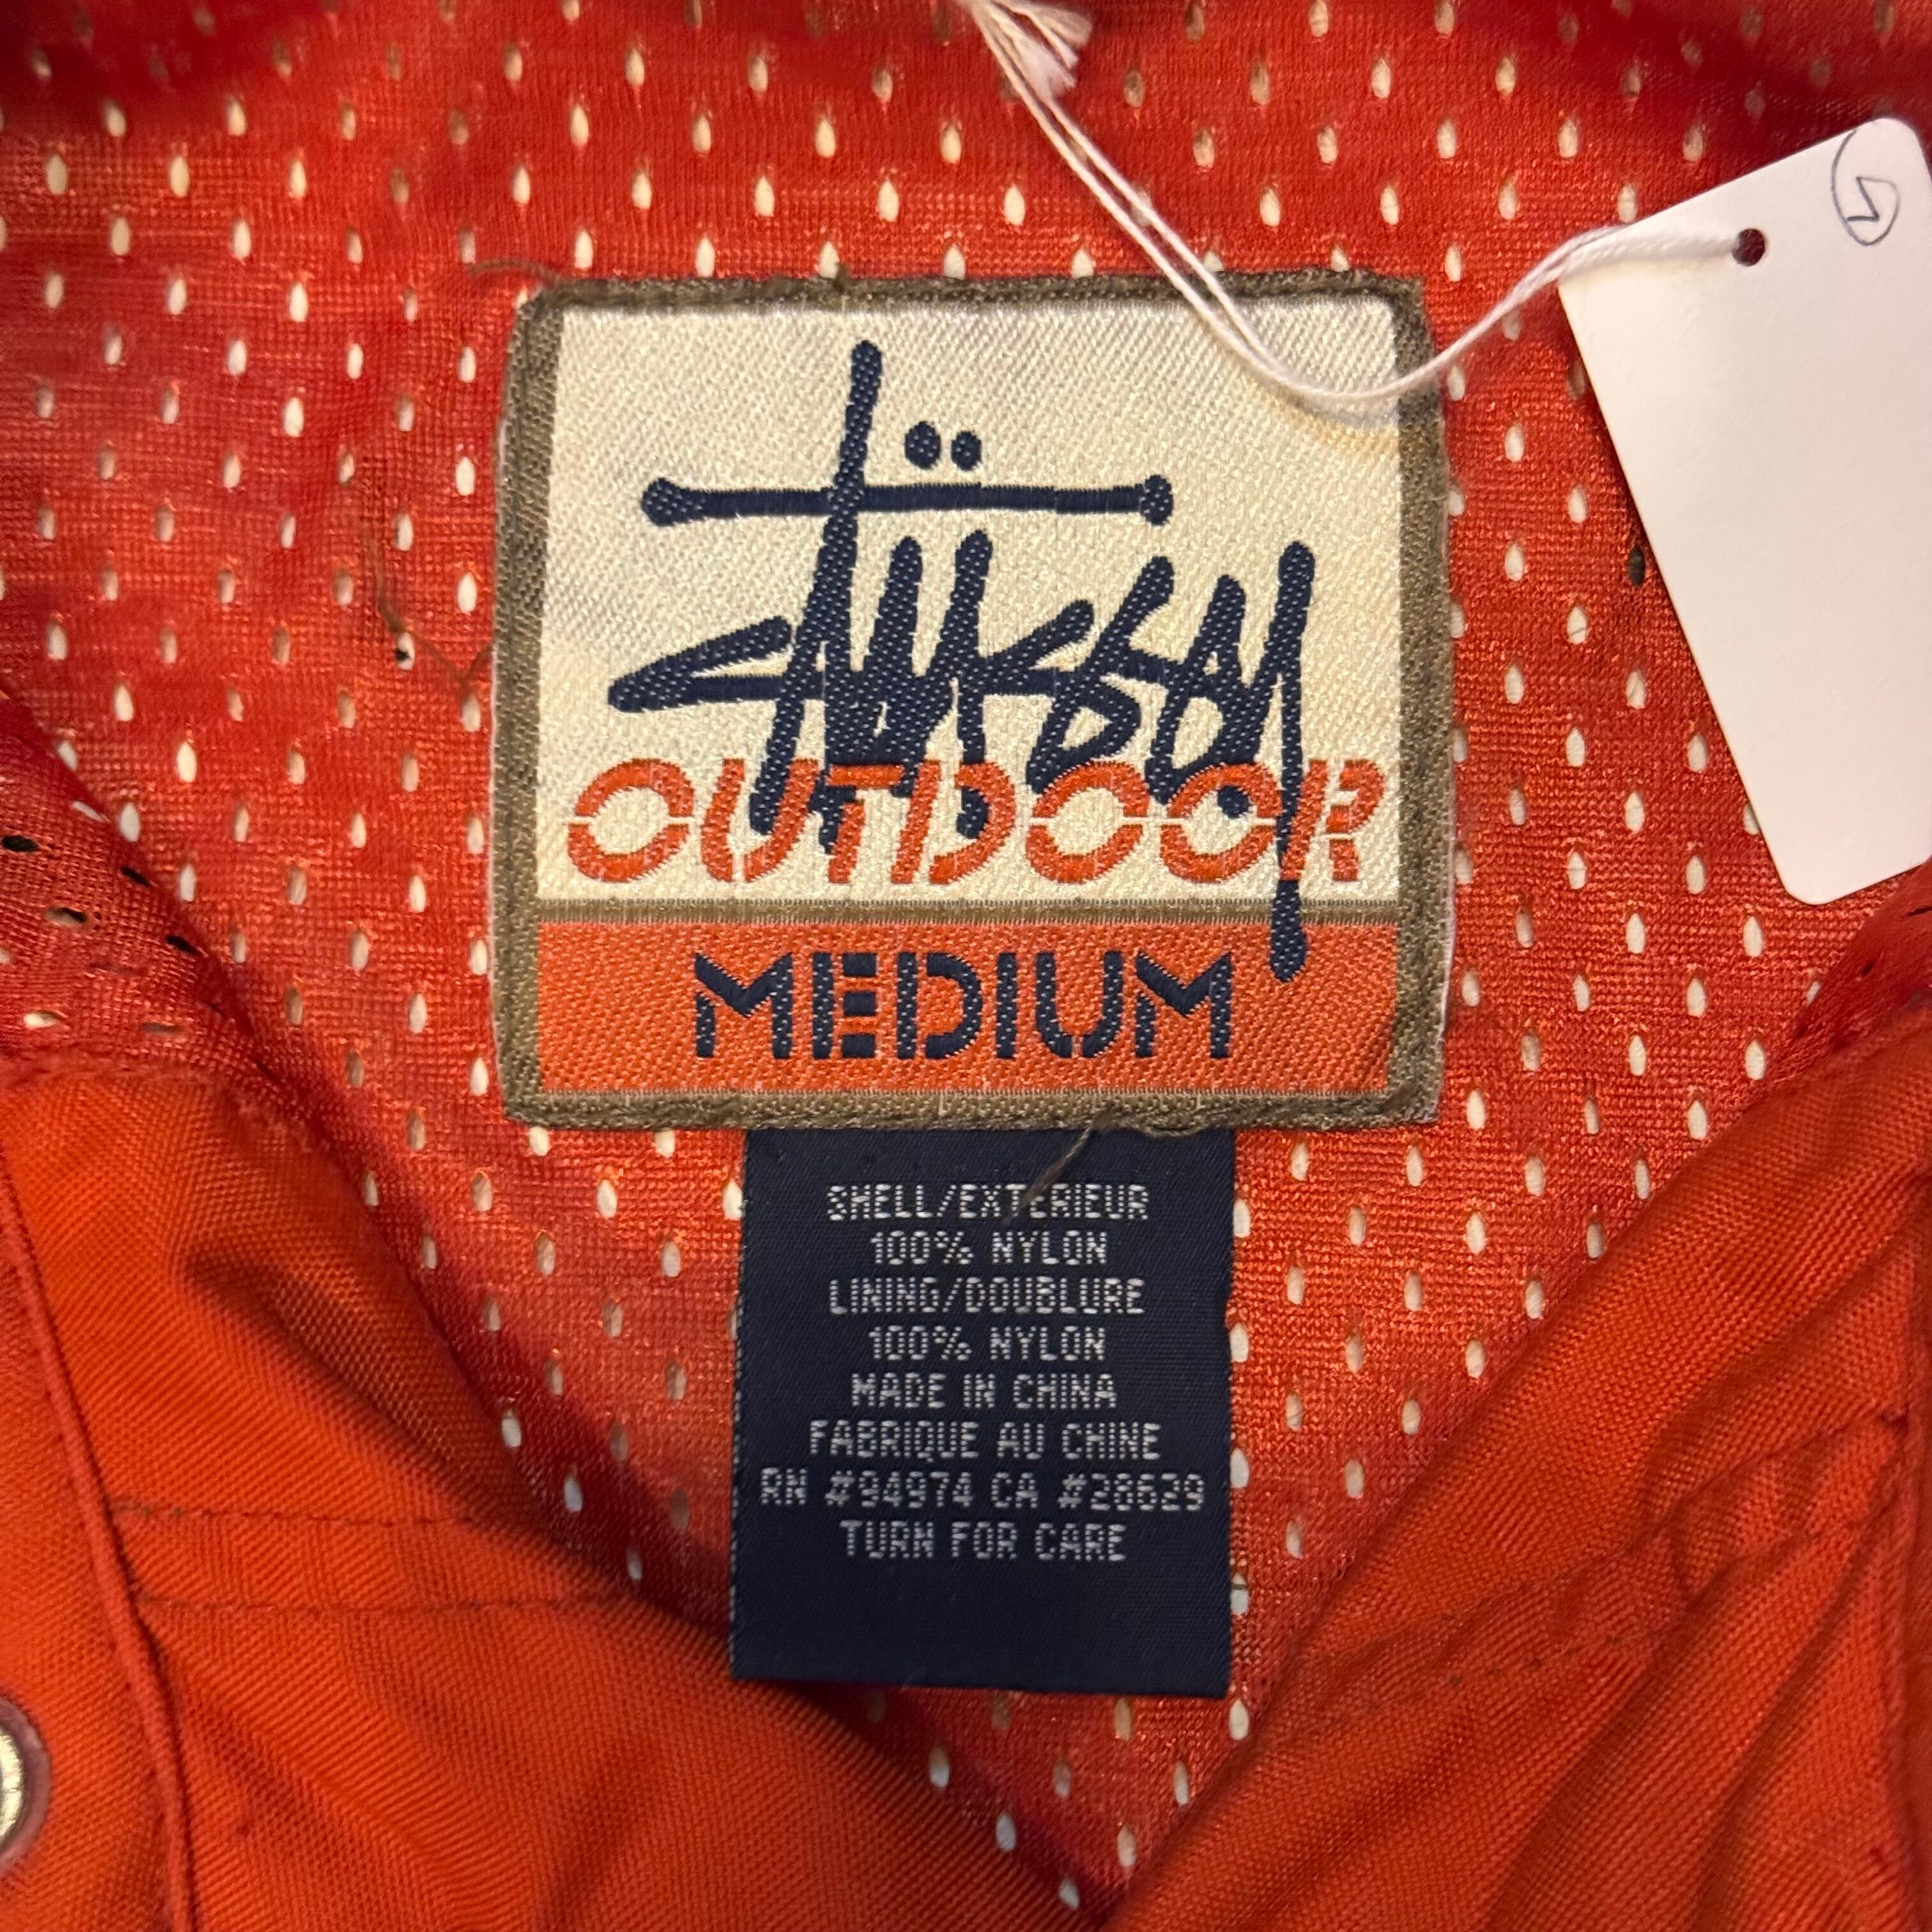 Stüssy
OUTDOOR
MEDIUM
SHELL/EXTERIEUR
100% NYLON
LINING/DOUBLURE
100% NYLON
MADE IN CHINA
FABRIQUE AU CHINE
RN #94974 CA #28629
TURN FOR CARE